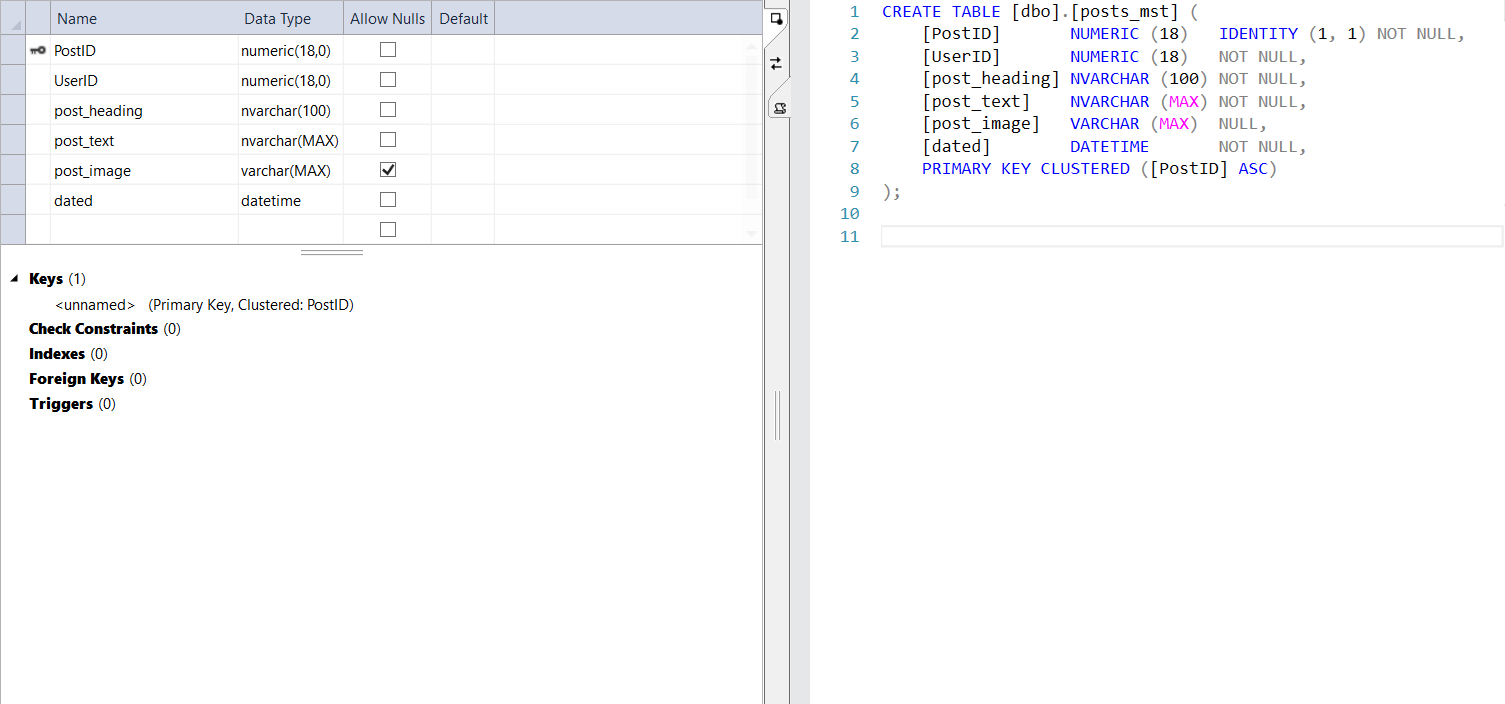 Name Data Type Allow Nulls Default
PostID numeric(18,0)
UserID numeric(18,0)
post_heading nvarchar(100)
post_text nvarchar(MAX)
post_image varchar(MAX)
dated datetime
Keys (1)
<unnamed> (Primary Key, Clustered: PostID)
Check Constraints (0)
Indexes (0)
Foreign Keys (0)
Triggers (0)
1 CREATE TABLE [dbo].[posts_mst] (
2 [PostID] NUMERIC (18) IDENTITY (1, 1) NOT NULL,
3 [UserID] NUMERIC (18) NOT NULL,
4 [post_heading] NVARCHAR (100) NOT NULL,
5 [post_text] NVARCHAR (MAX) NOT NULL,
6 [post_image] VARCHAR (MAX) NULL,
7 [dated] DATETIME NOT NULL,
8 PRIMARY KEY CLUSTERED ([PostID] ASC)
9 );
10
11